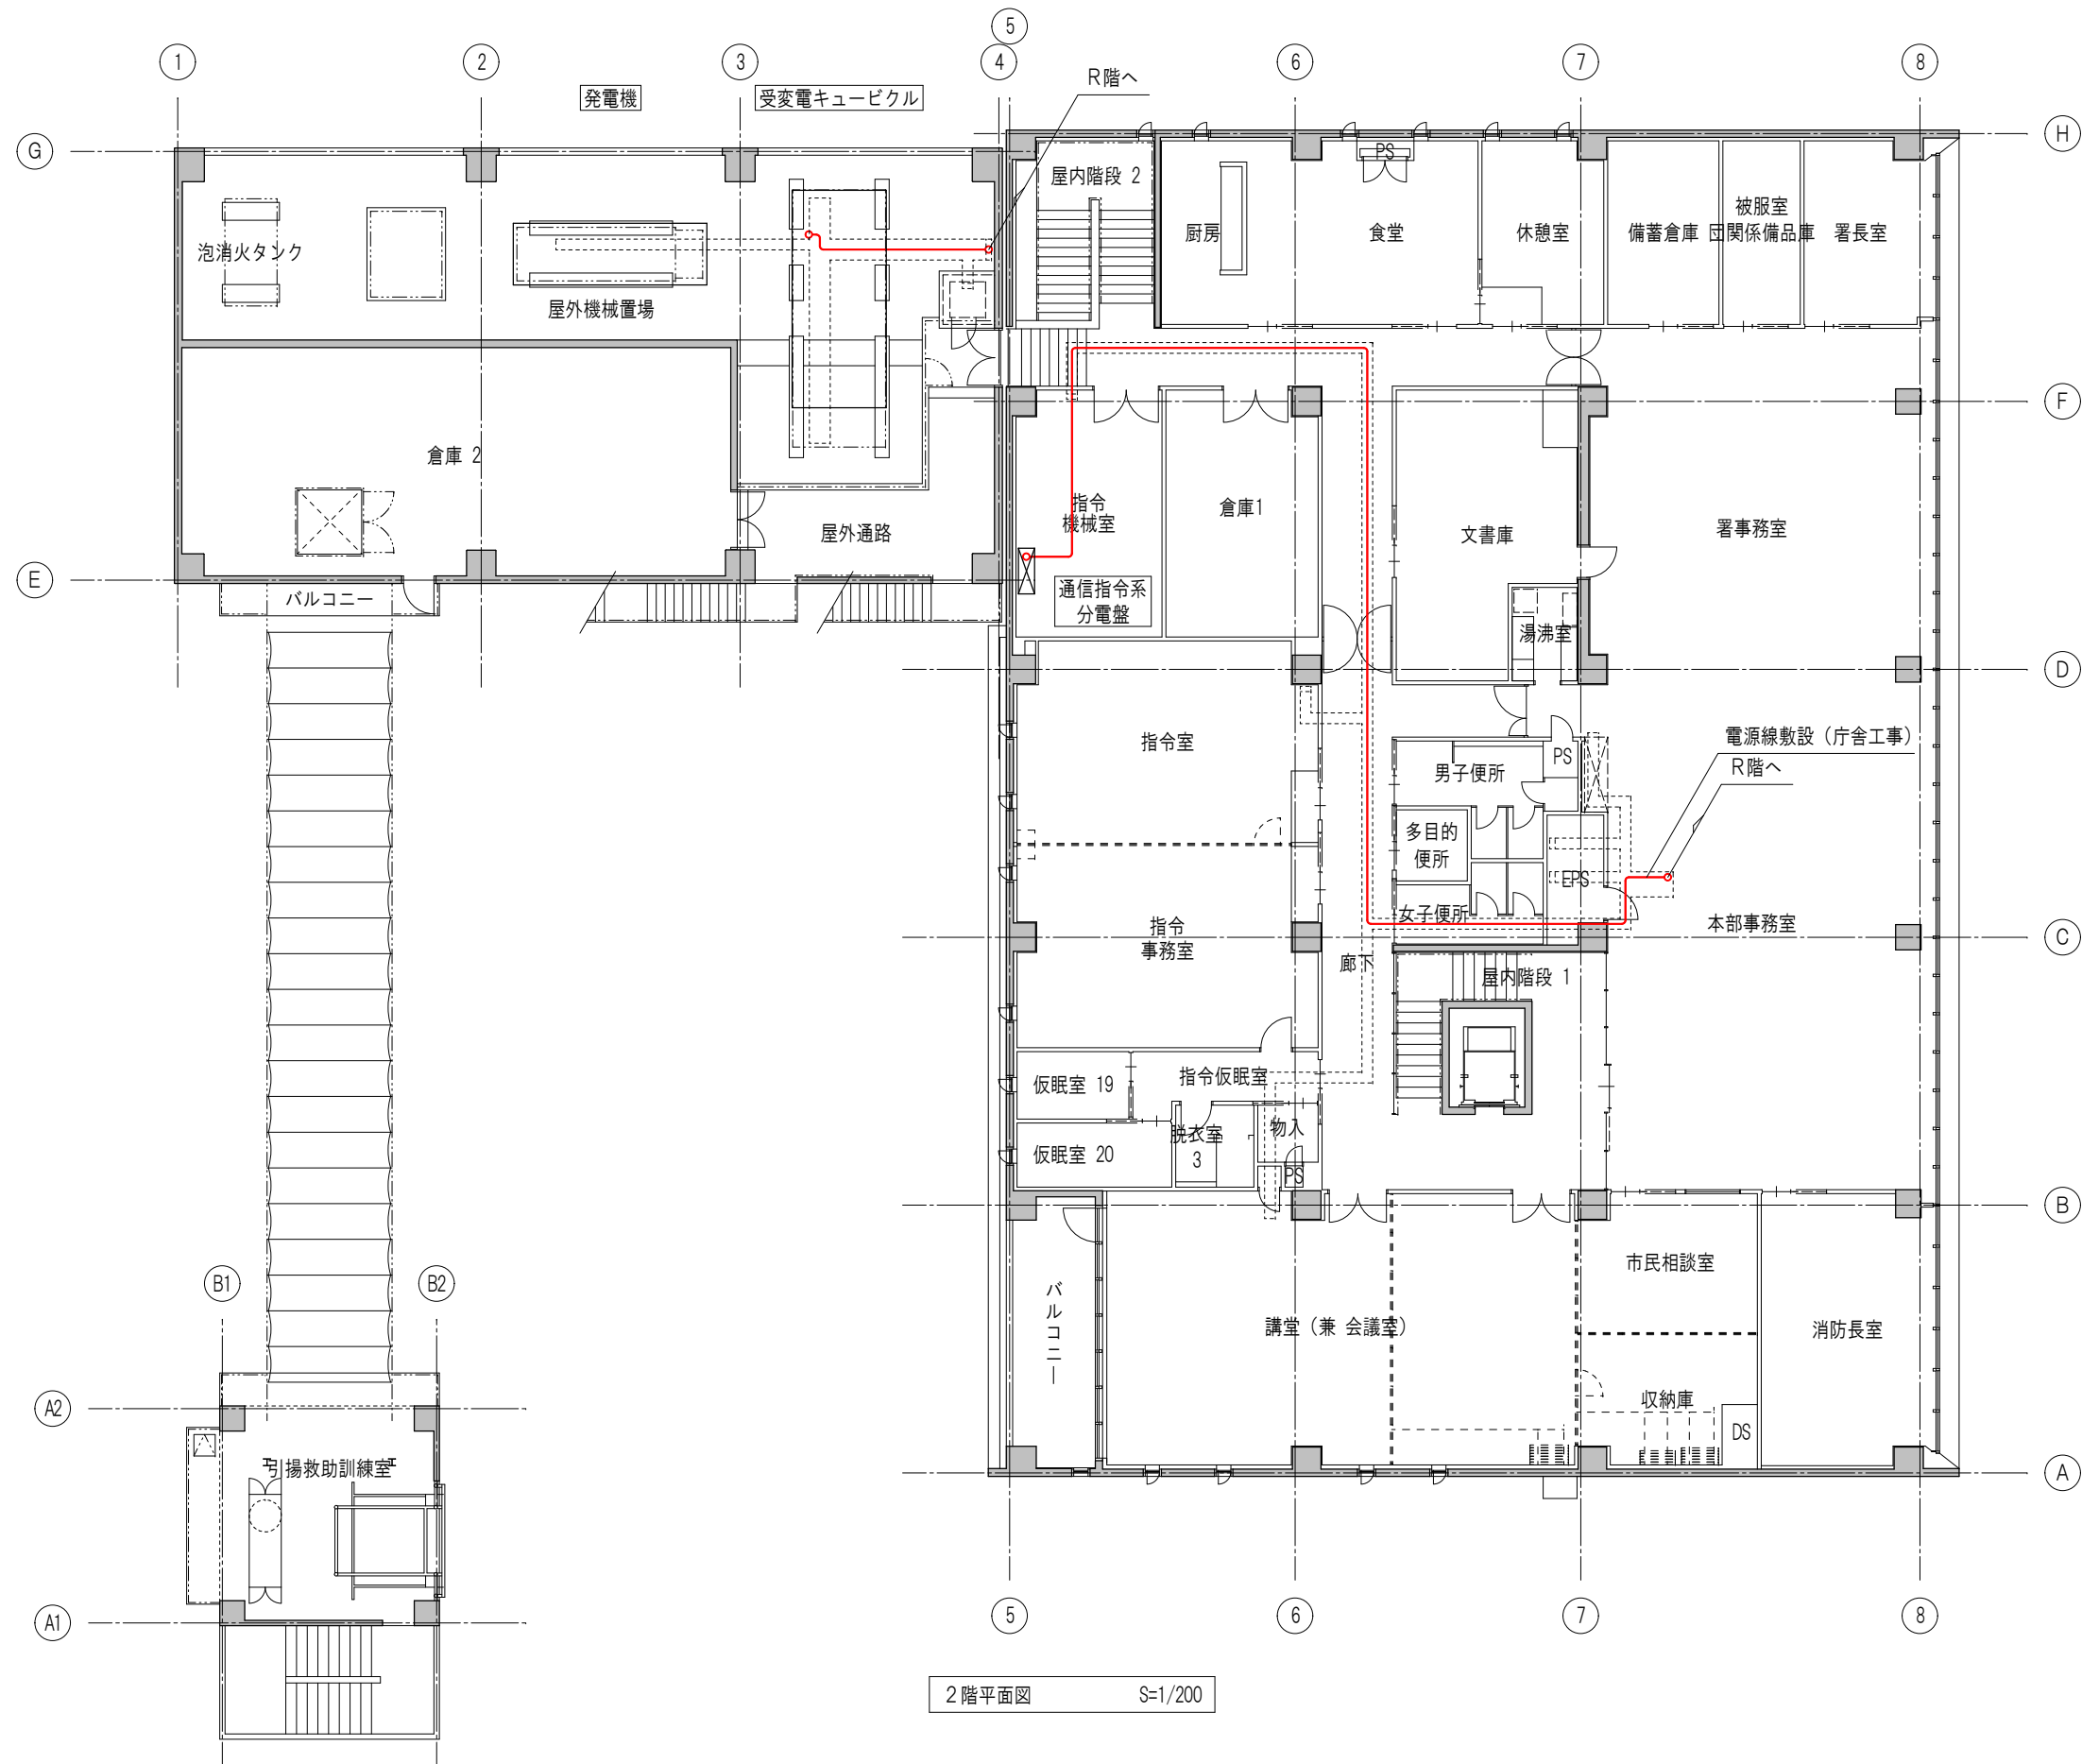 5
1
2
3
4
6
7
8
R階へ
発電機
受変電キュービクル
G
H
PS
屋内階段 2
厨房
食堂
休憩室
備蓄倉庫
被服室
団関係備品庫
署長室
泡消火タンク
屋外機械置場
F
倉庫 2
指令
機械室
倉庫1
文書庫
署事務室
屋外通路
E
通信指令系
分電盤
バルコニー
湯沸室
D
指令室
男子便所
PS
電源線敷設（庁舎工事）
R階へ
多目的
便所
EPS
女子便所
本部事務室
指令
事務室
C
廊下
屋内階段 1
仮眠室 19
指令仮眠室
脱衣室
3
物入
仮眠室 20
PS
B
B1
B2
バルコニー
市民相談室
講堂（兼 会議室）
消防長室
収納庫
DS
A2
引揚救助訓練室
A
A1
5
6
7
8
2階平面図 S=1/200